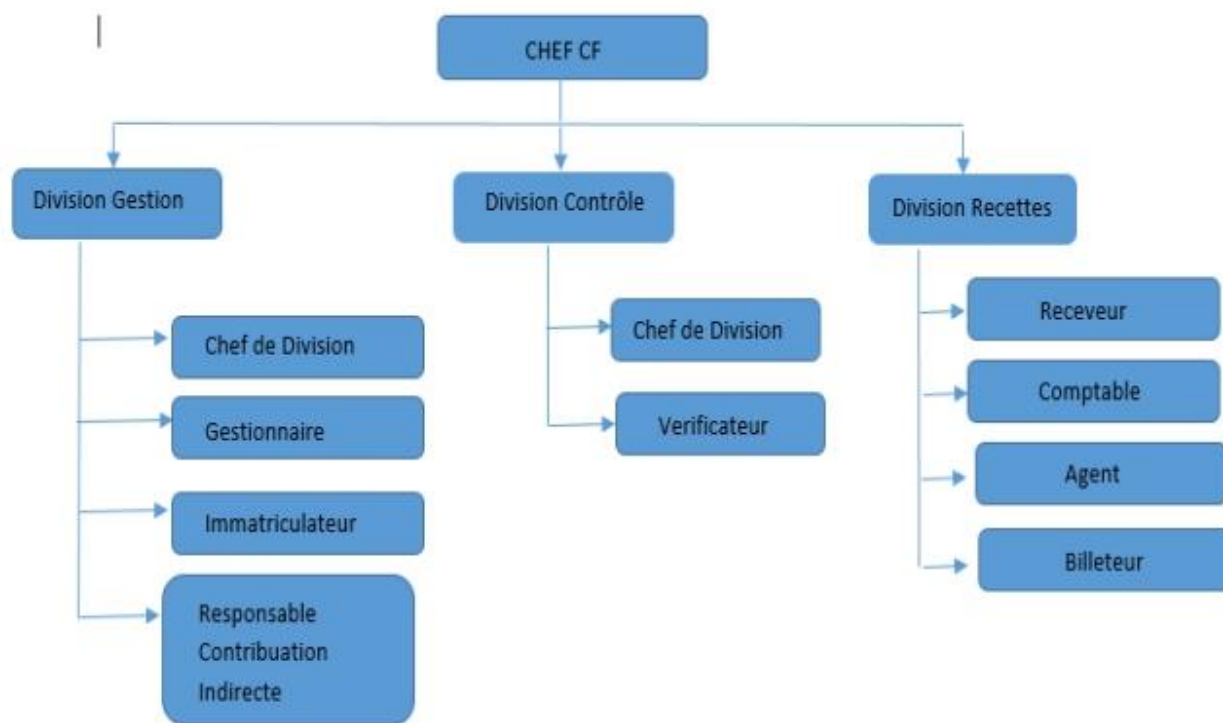 CHEF CF
Division Gestion
Division Contrôle
Division Recettes
Chef de Division
Gestionnaire
Immatriculateur
Responsable
Contribuation
Indirecte
Chef de Division
Verificateur
Receveur
Comptable
Agent
Billeteur